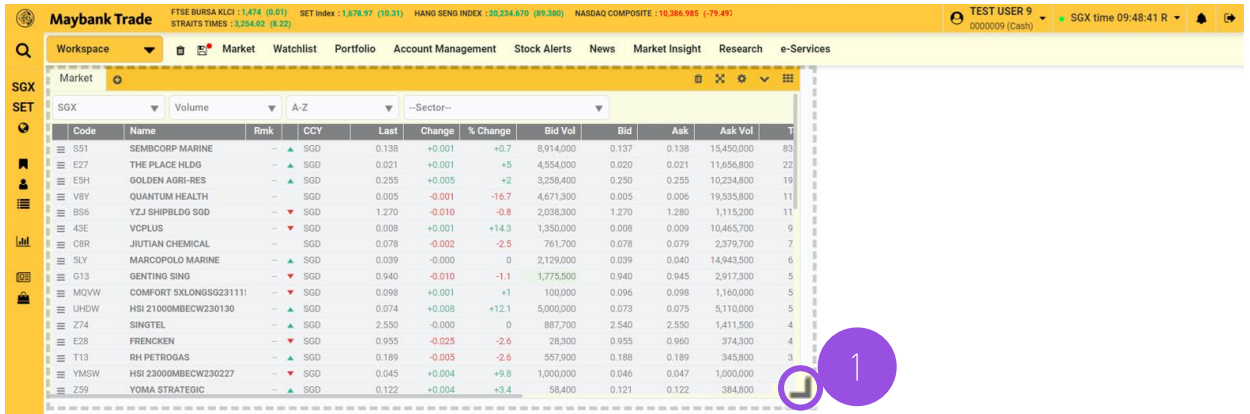 Maybank Trade
FTSE BURSA KLCI : 1,474 (0.01) SET Index : 1,678.97 (10.31) HANG SENG INDEX : 20,234.670 (89.380) NASDAQ COMPOSITE : 10,386.985 (-79.497
STRAITS TIMES : 3,254.02 (8.22)
TEST USER 9
0000009 (Cash)
SGX time 09:48:41 R
Workspace Market Watchlist Portfolio Account Management Stock Alerts News Market Insight Research e-Services
SGX
SET
Market
SGX Volume A-Z --Sector--
Code Name Rmk CCY Last Change % Change Bid Vol Bid Ask Ask Vol T
S51 SEMBCORP MARINE – SGD 0.138 +0.001 +0.7 8,914,000 0.137 0.138 15,450,000 83
E27 THE PLACE HLDG – SGD 0.021 +0.001 +5 4,554,000 0.020 0.021 11,656,800 22
E5H GOLDEN AGRI-RES – SGD 0.255 +0.005 +2 3,258,400 0.250 0.255 10,234,800 19
V8Y QUANTUM HEALTH – SGD 0.005 -0.001 -16.7 4,671,300 0.005 0.006 19,535,800 11
BS6 YZJ SHIPBLDG SGD – SGD 1.270 -0.010 -0.8 2,038,300 1.270 1.280 1,115,200 11
43E VCPLUS – SGD 0.008 +0.001 +14.3 1,350,000 0.008 0.009 10,465,700 9
C8R JIUTIAN CHEMICAL – SGD 0.078 -0.002 -2.5 761,700 0.078 0.079 2,379,700 7
5LY MARCOPOLO MARINE – SGD 0.039 -0.000 0 2,129,000 0.039 0.040 14,943,500 6
G13 GENTING SING – SGD 0.940 -0.010 -1.1 1,775,500 0.940 0.945 2,917,300 5
MQVW COMFORT 5XLONGSG23111 – SGD 0.098 +0.001 +1 100,000 0.096 0.098 1,160,000 5
UHDW HSI 21000MBECW230130 – SGD 0.074 +0.008 +12.1 5,000,000 0.073 0.075 5,110,000 5
Z74 SINGTEL – SGD 2.550 -0.000 0 887,700 2.540 2.550 1,411,500 4
E28 FRENCKEN – SGD 0.955 -0.025 -2.6 28,300 0.955 0.960 374,300 4
T13 RH PETROGAS – SGD 0.189 -0.005 -2.6 557,900 0.188 0.189 345,800 3
YMSW HSI 23000MBECW230227 – SGD 0.045 +0.004 +9.8 1,000,000 0.046 0.047 1,000,000
Z59 YOMA STRATEGIC – SGD 0.122 +0.004 +3.4 58,400 0.121 0.122 384,800
1